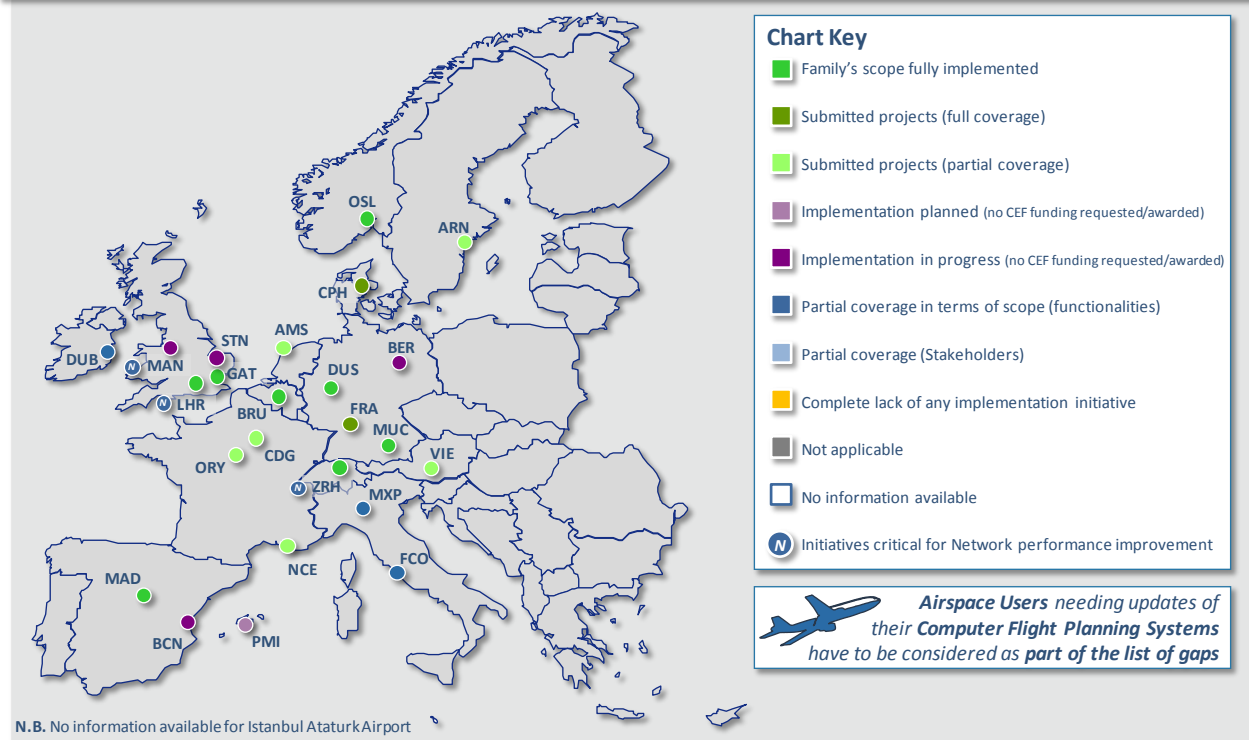 Chart Key
Family's scope fully implemented
Submitted projects (full coverage)
Submitted projects (partial coverage)
Implementation planned (no CEF funding requested/awarded)
Implementation in progress (no CEF funding requested/awarded)
Partial coverage in terms of scope (functionalities)
Partial coverage (Stakeholders)
Complete lack of any implementation initiative
Not applicable
No information available
N Initiatives critical for Network performance improvement
Airspace Users needing updates of
their Computer Flight Planning Systems
have to be considered as part of the list of gaps
OSL
ARN
CPH
AMS
STN
BER
DUB
N MAN
GAT
DUS
N LHR
BRU
FRA
MUC
ORY
CDG
VIE
N ZRH
MXP
NCE
FCO
MAD
BCN
PMI
N.B. No information available for Istanbul Ataturk Airport